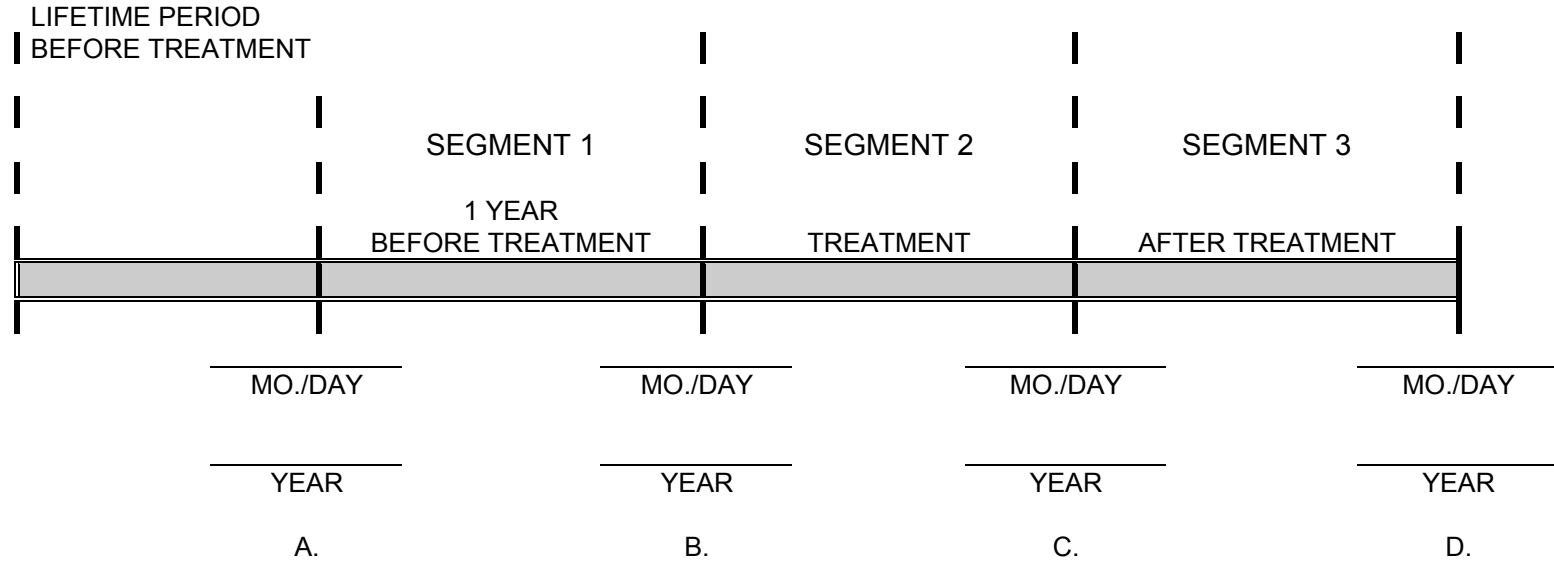 LIFETIME PERIOD
BEFORE TREATMENT
SEGMENT 1
SEGMENT 2
SEGMENT 3
1 YEAR
BEFORE TREATMENT
TREATMENT
AFTER TREATMENT
MO./DAY
MO./DAY
MO./DAY
MO./DAY
YEAR
YEAR
YEAR
YEAR
A.
B.
C.
D.